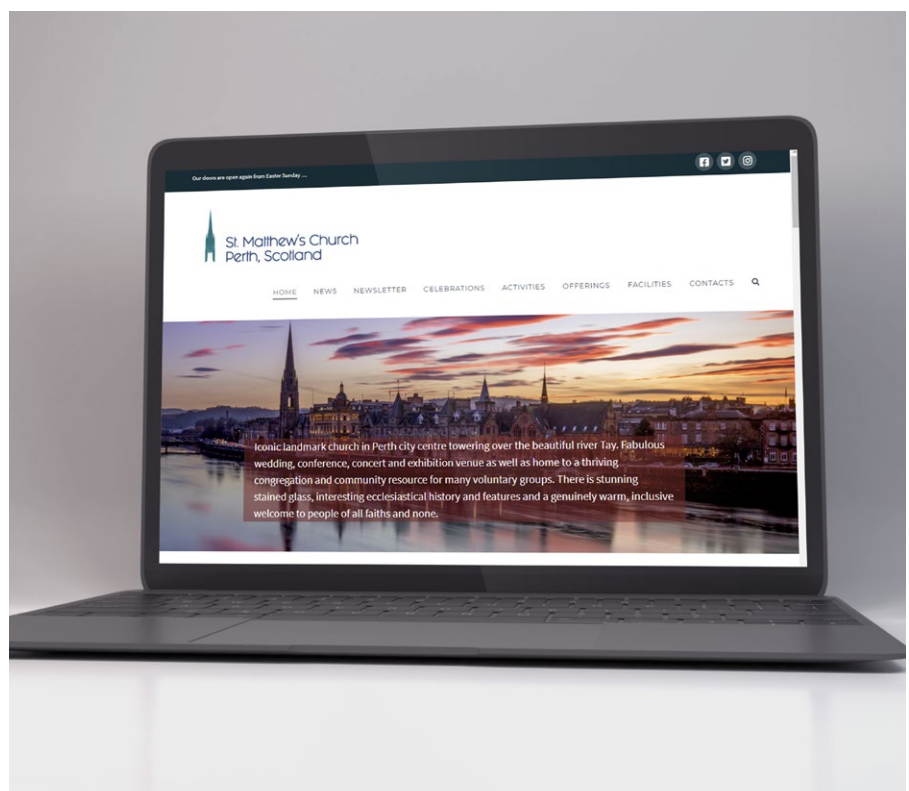 Our doors are open again from Easter Sunday ...
St. Matthew's Church
Perth, Scotland
HOME NEWS NEWSLETTER CELEBRATIONS ACTIVITIES OFFERINGS FACILITIES CONTACTS
Iconic landmark church in Perth city centre towering over the beautiful river Tay. Fabulous
wedding, conference, concert and exhibition venue as well as home to a thriving
congregation and community resource for many voluntary groups. There is stunning
stained glass, interesting ecclesiastical history and features and a genuinely warm, inclusive
welcome to people of all faiths and none.